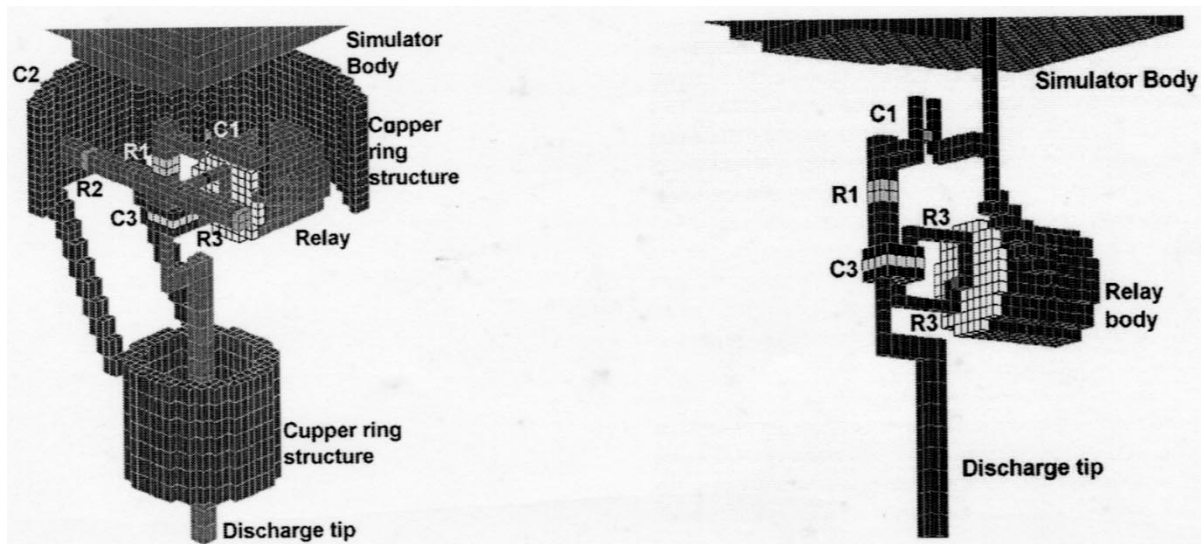 Simulator
Body
C2
C1
Copper
ring
structure
R1
R2
C3
R3
Relay
Cupper ring
structure
Discharge tip
Simulator Body
C1
R1
R3
C3
Relay
body
R3
Discharge tip